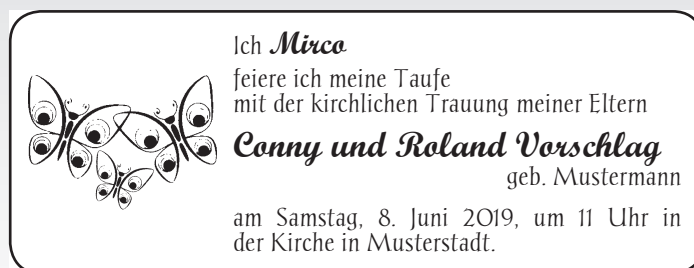 Ich Mirco
feiere ich meine Taufe
mit der kirchlichen Trauung meiner Eltern
Conny und Roland Vorschlag
geb. Mustermann
am Samstag, 8. Juni 2019, um 11 Uhr in
der Kirche in Musterstadt.